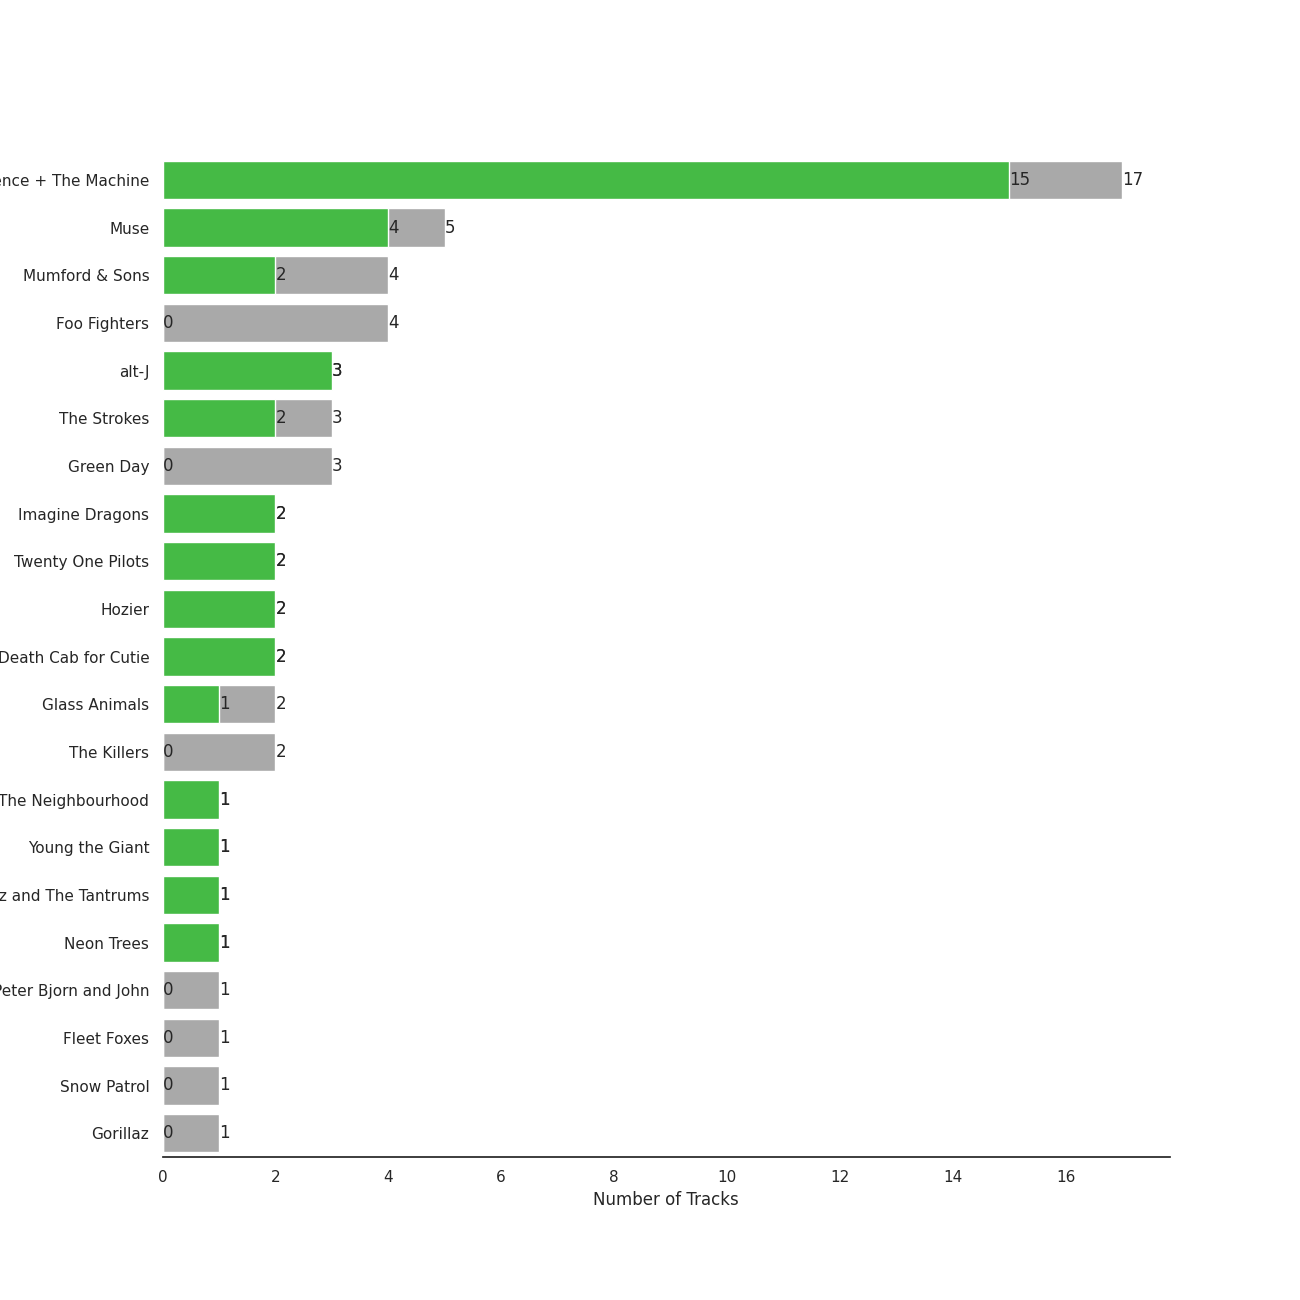 ence + The Machine 15 17
Muse 4 5
Mumford & Sons 2 4
Foo Fighters 0 4
alt-J 3
The Strokes 2 3
Green Day 0 3
Imagine Dragons 2
Twenty One Pilots 2
Hozier 2
Death Cab for Cutie 2
Glass Animals 1 2
The Killers 0 2
The Neighbourhood 1
Young the Giant 1
z and The Tantrums 1
Neon Trees 1
Peter Bjorn and John 0 1
Fleet Foxes 0 1
Snow Patrol 0 1
Gorillaz 0 1
0 2 4 6 8 10 12 14 16
Number of Tracks